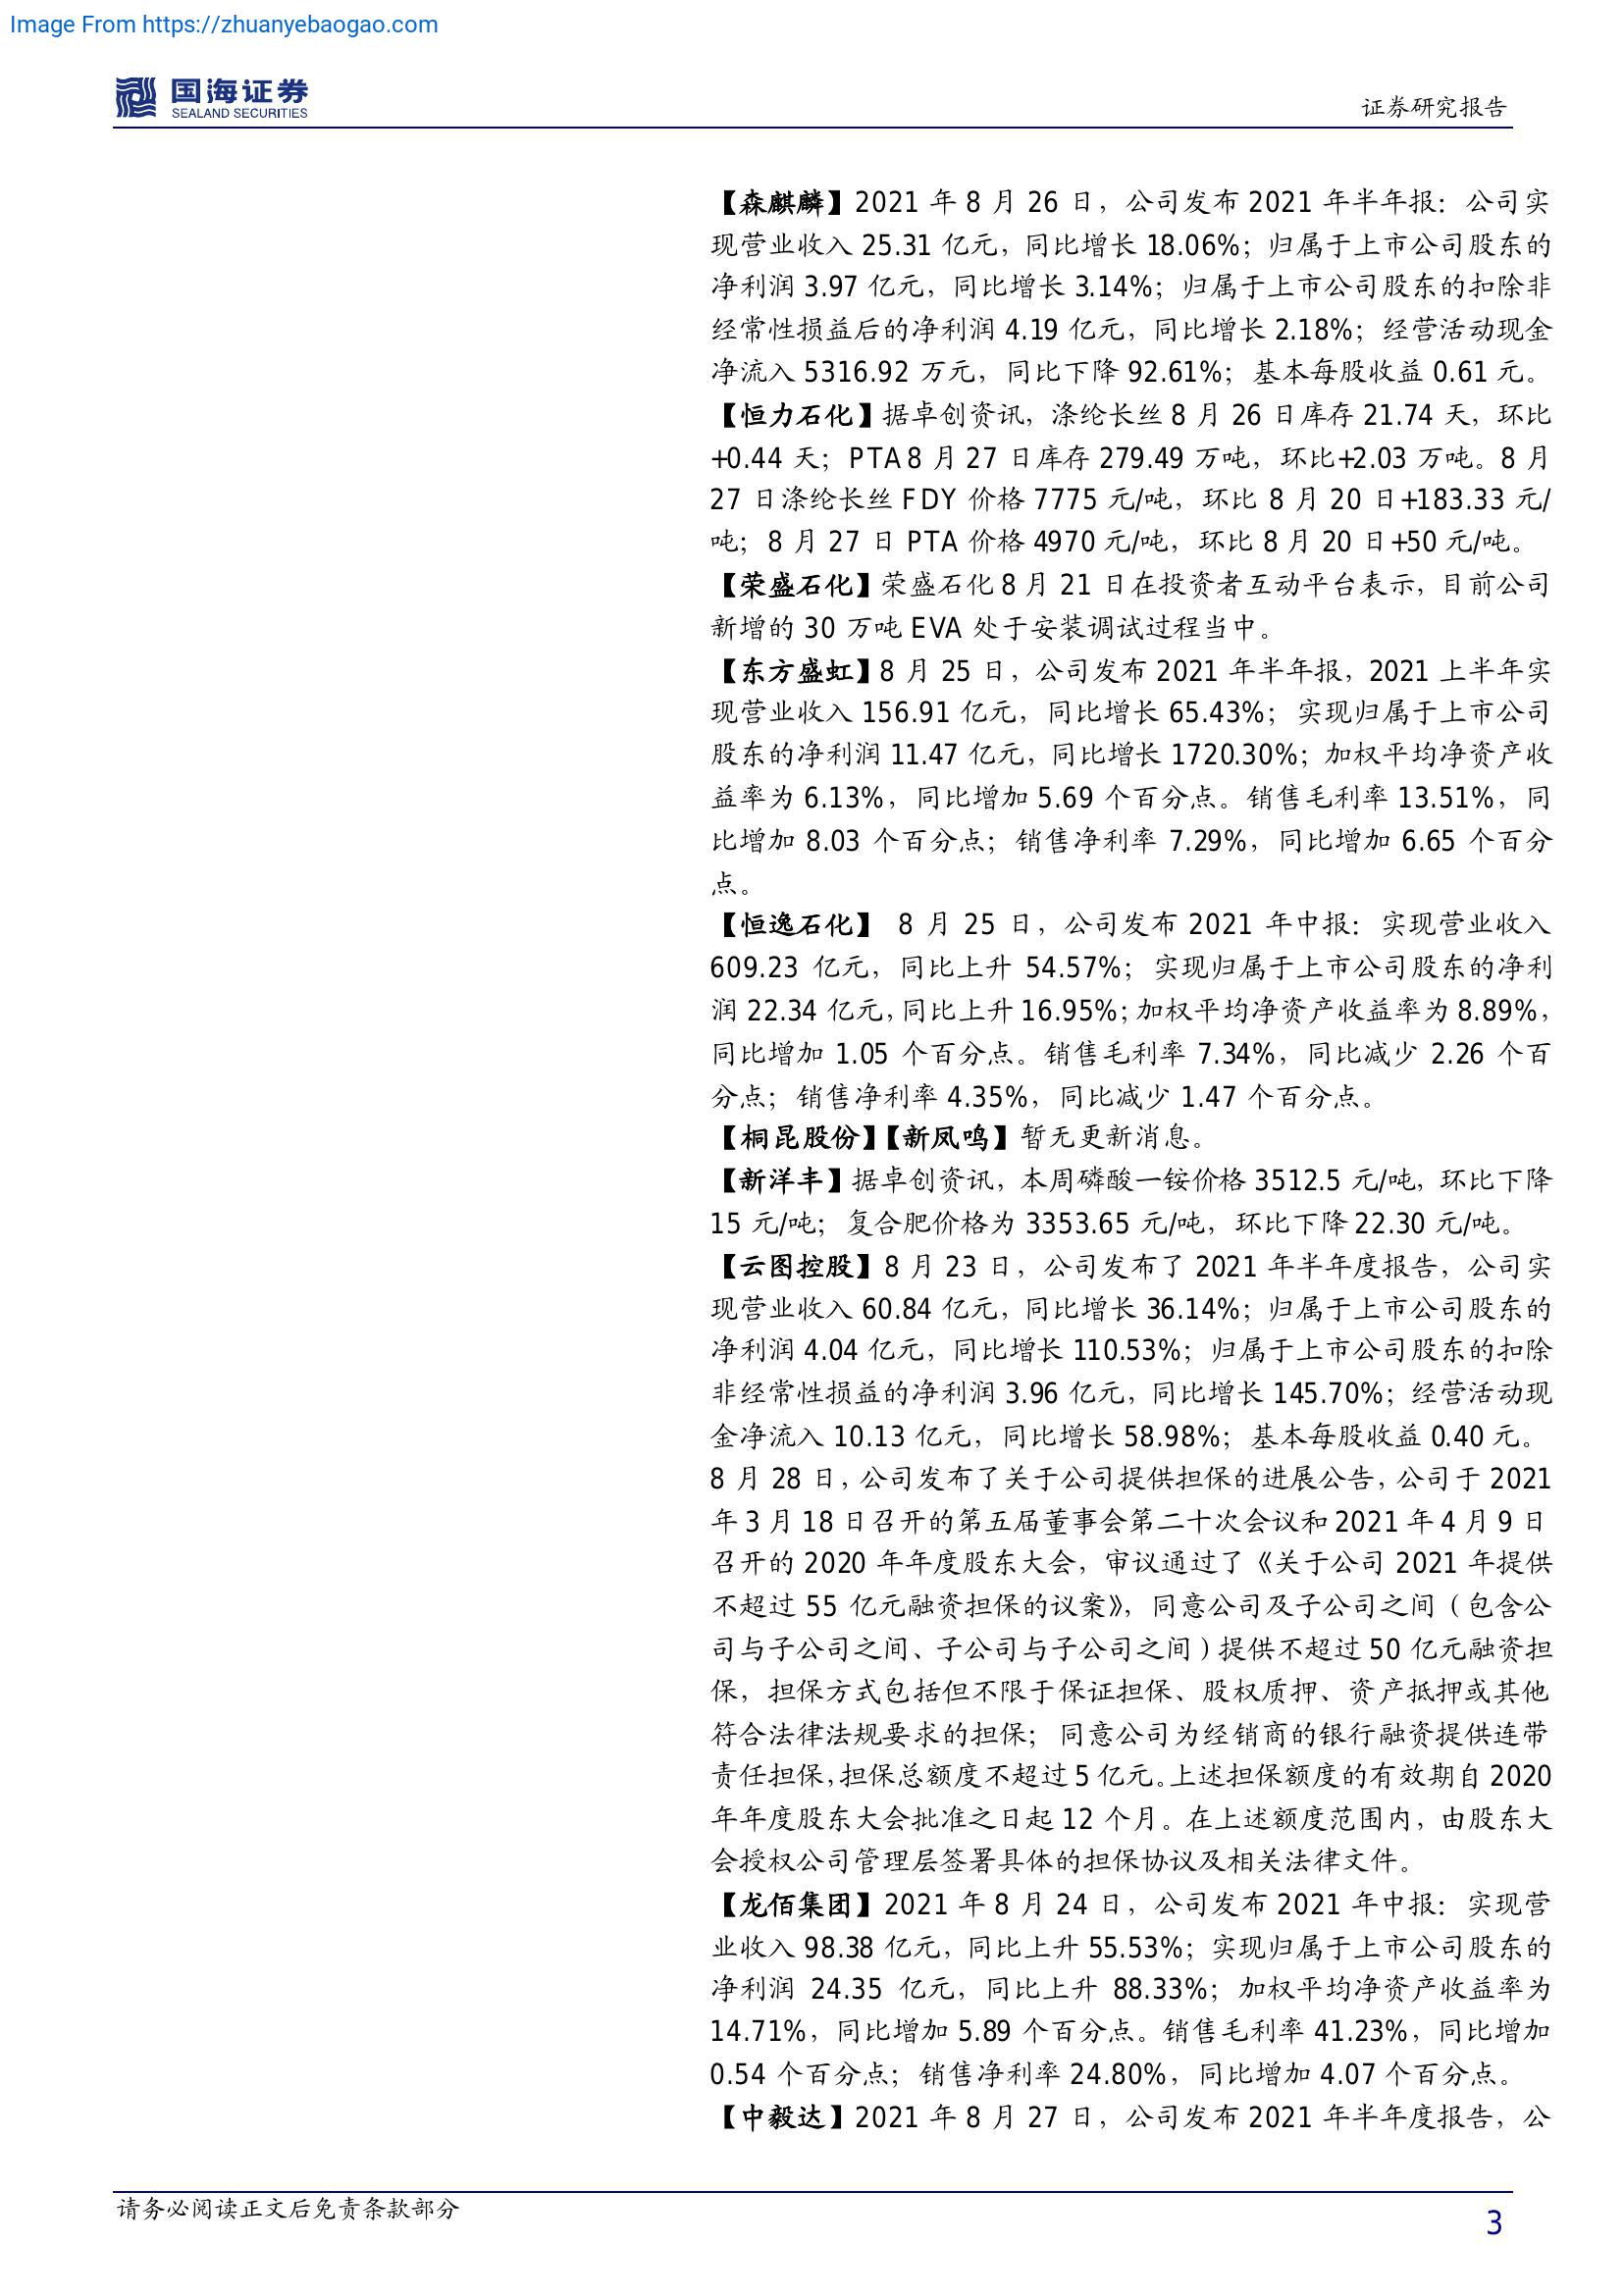 Image From https://zhuanyebaogao.com
国海证券
SEALAND SECURITIES
证券研究报告
【森麒麟】2021 年 8 月 26 日，公司发布 2021 年半年报：公司实
现营业收入 25.31 亿元，同比增长 18.06%；归属于上市公司股东的
净利润 3.97 亿元，同比增长 3.14%；归属于上市公司股东的扣除非
经常性损益后的净利润 4.19 亿元，同比增长 2.18%；经营活动现金
净流入 5316.92 万元，同比下降 92.61%；基本每股收益 0.61 元。
【恒力石化】据卓创资讯，涤纶长丝 8 月 26 日库存 21.74 天，环比
+0.44 天；PTA8 月 27 日库存 279.49 万吨，环比+2.03 万吨。8 月
27 日涤纶长丝 FDY 价格 7775 元/吨，环比 8 月 20 日+183.33 元/
吨；8 月 27 日 PTA 价格 4970 元/吨，环比 8 月 20 日+50 元/吨。
【荣盛石化】荣盛石化 8 月 21 日在投资者互动平台表示，目前公司
新增的 30 万吨 EVA 处于安装调试过程当中。
【东方盛虹】8 月 25 日，公司发布 2021 年半年报，2021 上半年实
现营业收入 156.91 亿元，同比增长 65.43%；实现归属于上市公司
股东的净利润 11.47 亿元，同比增长 1720.30%；加权平均净资产收
益率为 6.13%，同比增加 5.69 个百分点。销售毛利率 13.51%，同
比增加 8.03 个百分点；销售净利率 7.29%，同比增加 6.65 个百分
点。
【恒逸石化】 8 月 25 日，公司发布 2021 年中报：实现营业收入
609.23 亿元，同比上升 54.57%；实现归属于上市公司股东的净利
润 22.34 亿元，同比上升 16.95%；加权平均净资产收益率为 8.89%，
同比增加 1.05 个百分点。销售毛利率 7.34%，同比减少 2.26 个百
分点；销售净利率 4.35%，同比减少 1.47 个百分点。
【桐昆股份】【新凤鸣】暂无更新消息。
【新洋丰】据卓创资讯，本周磷酸一铵价格 3512.5 元/吨，环比下降
15 元/吨；复合肥价格为 3353.65 元/吨，环比下降 22.30 元/吨。
【云图控股】8 月 23 日，公司发布了 2021 年半年度报告，公司实
现营业收入 60.84 亿元，同比增长 36.14%；归属于上市公司股东的
净利润 4.04 亿元，同比增长 110.53%；归属于上市公司股东的扣除
非经常性损益的净利润 3.96 亿元，同比增长 145.70%；经营活动现
金净流入 10.13 亿元，同比增长 58.98%；基本每股收益 0.40 元。
8 月 28 日，公司发布了关于公司提供担保的进展公告，公司于 2021
年 3 月 18 日召开的第五届董事会第二十次会议和 2021 年 4 月 9 日
召开的 2020 年年度股东大会，审议通过了《关于公司 2021 年提供
不超过 55 亿元融资担保的议案》，同意公司及子公司之间（包含公
司与子公司之间、子公司与子公司之间）提供不超过 50 亿元融资担
保，担保方式包括但不限于保证担保、股权质押、资产抵押或其他
符合法律法规要求的担保；同意公司为经销商的银行融资提供连带
责任担保，担保总额度不超过 5 亿元。上述担保额度的有效期自 2020
年年度股东大会批准之日起 12 个月。在上述额度范围内，由股东大
会授权公司管理层签署具体的担保协议及相关法律文件。
【龙佰集团】2021 年 8 月 24 日，公司发布 2021 年中报：实现营
业收入 98.38 亿元，同比上升 55.53%；实现归属于上市公司股东的
净利润 24.35 亿元，同比上升 88.33%；加权平均净资产收益率为
14.71%，同比增加 5.89 个百分点。销售毛利率 41.23%，同比增加
0.54 个百分点；销售净利率 24.80%，同比增加 4.07 个百分点。
【中毅达】2021 年 8 月 27 日，公司发布 2021 年半年度报告，公
请务必阅读正文后免责条款部分
3